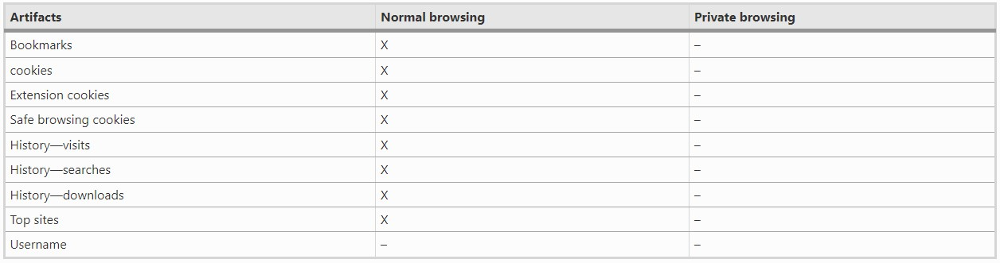 Artifacts Normal browsing Private browsing
Bookmarks X –
cookies X –
Extension cookies X –
Safe browsing cookies X –
History—visits X –
History—searches X –
History—downloads X –
Top sites X –
Username – –